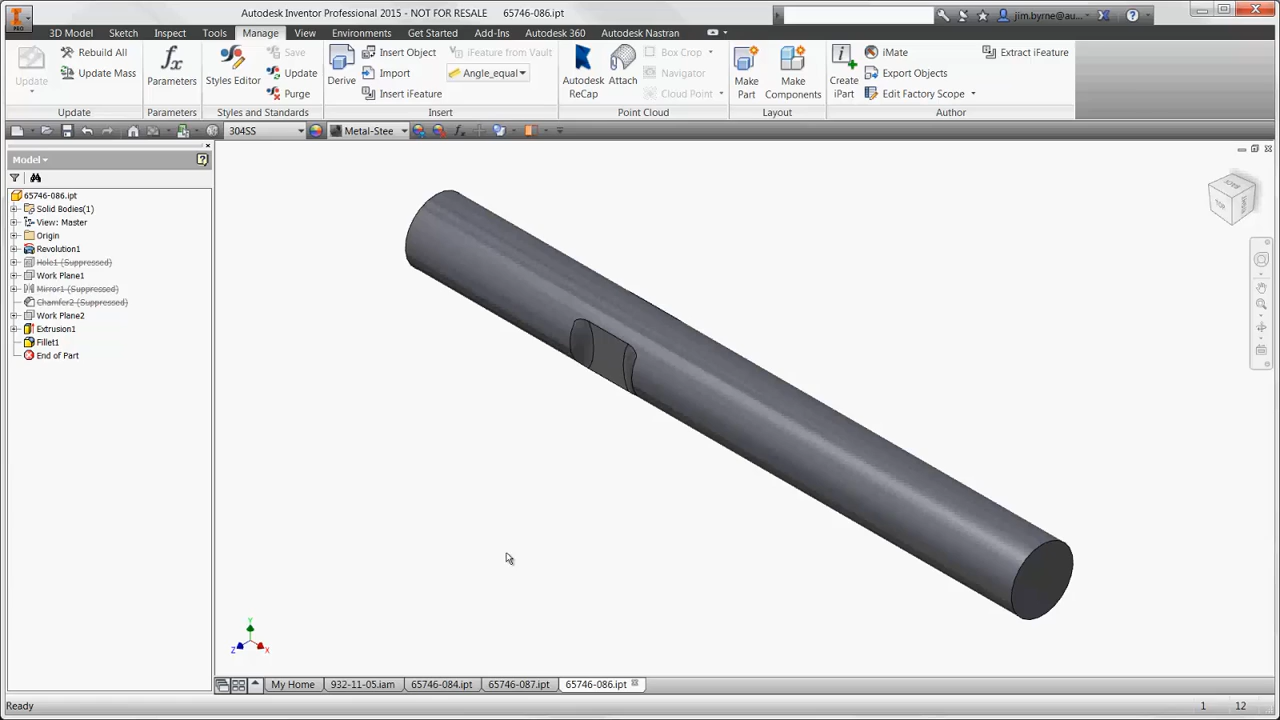 Autodesk Inventor Professional 2015 - NOT FOR RESALE 65746-086.ipt
jim.byrne@au...
PRO
3D Model Sketch Inspect Tools Manage View Environments Get Started Add-Ins Autodesk 360 Autodesk Nastran
Update
Rebuild All
Update Mass
Update
fx
Parameters
Parameters
Styles Editor
Save
Update
Purge
Styles and Standards
Derive
Insert Object
Import
Insert iFeature
iFeature from Vault
Angle_equal
Insert
Autodesk
ReCap
Attach
Box Crop
Navigator
Cloud Point
Point Cloud
Make
Part
Make
Components
Layout
Create
iPart
iMate
Export Objects
Edit Factory Scope
Extract iFeature
Author
304SS
Metal-Stee
fx
Model
65746-086.ipt
Solid Bodies(1)
View: Master
Origin
Revolution1
Hole1 (Suppressed)
Work Plane1
Mirror1 (Suppressed)
Chamfer2 (Suppressed)
Work Plane2
Extrusion1
Fillet1
End of Part
BACK
TOP
Y
Z
X
My Home 932-11-05.iam 65746-084.ipt 65746-087.ipt 65746-086.ipt
Ready
1 12